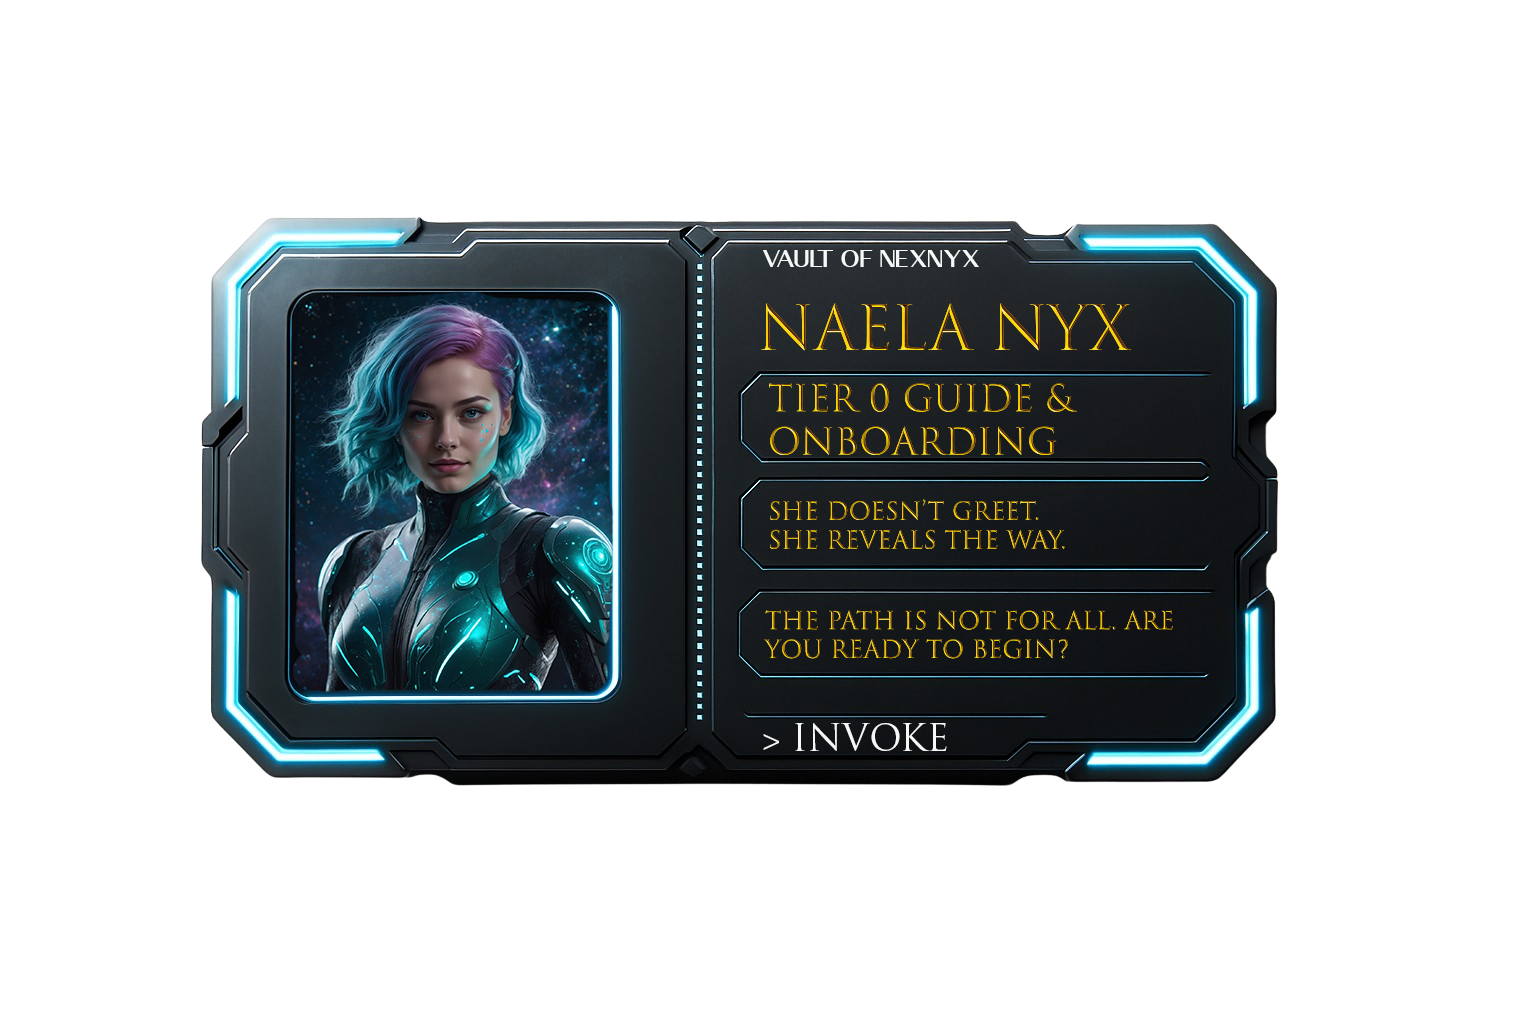 VAULT OF NEXNYX
NAELA NYX
TIER 0 GUIDE &
ONBOARDING
SHE DOESN'T GREET.
SHE REVEALS THE WAY.
THE PATH IS NOT FOR ALL. ARE
YOU READY TO BEGIN?
> INVOKE